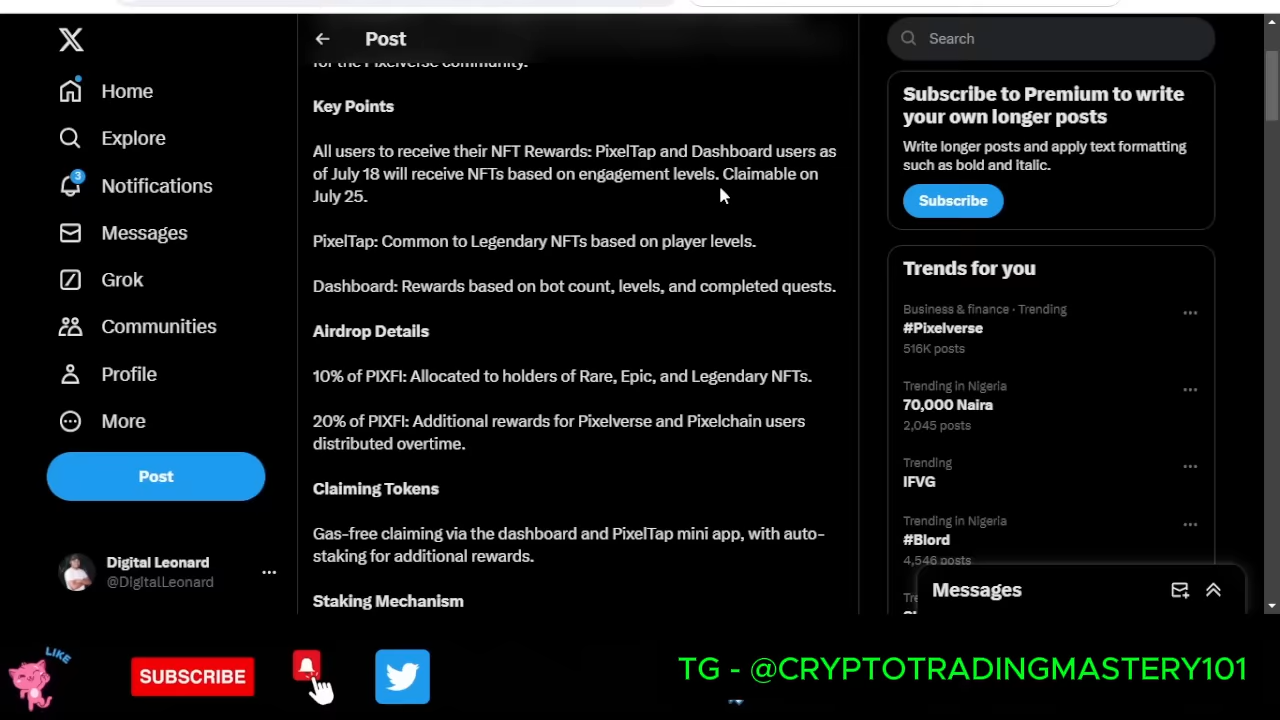 Home
Explore
3
Notifications
Messages
Grok
Communities
Profile
More
Post
Digital Leonard
@DigitalLeonard
Post
for the Pixelverse community.
Key Points
All users to receive their NFT Rewards: PixelTap and Dashboard users as
of July 18 will receive NFTs based on engagement levels. Claimable on
July 25.
PixelTap: Common to Legendary NFTs based on player levels.
Dashboard: Rewards based on bot count, levels, and completed quests.
Airdrop Details
10% of PIXFI: Allocated to holders of Rare, Epic, and Legendary NFTs.
20% of PIXFI: Additional rewards for Pixelverse and Pixelchain users
distributed overtime.
Claiming Tokens
Gas-free claiming via the dashboard and PixelTap mini app, with auto-
staking for additional rewards.
Staking Mechanism
Search
Subscribe to Premium to write
your own longer posts
Write longer posts and apply text formatting
such as bold and italic.
Subscribe
Trends for you
Business & finance · Trending
#Pixelverse
516K posts
Trending in Nigeria
70,000 Naira
2,045 posts
Trending
IFVG
Trending in Nigeria
#Blord
4,546 posts
Messages
LIKE
SUBSCRIBE
TG - @CRYPTOTRADINGMASTERY101